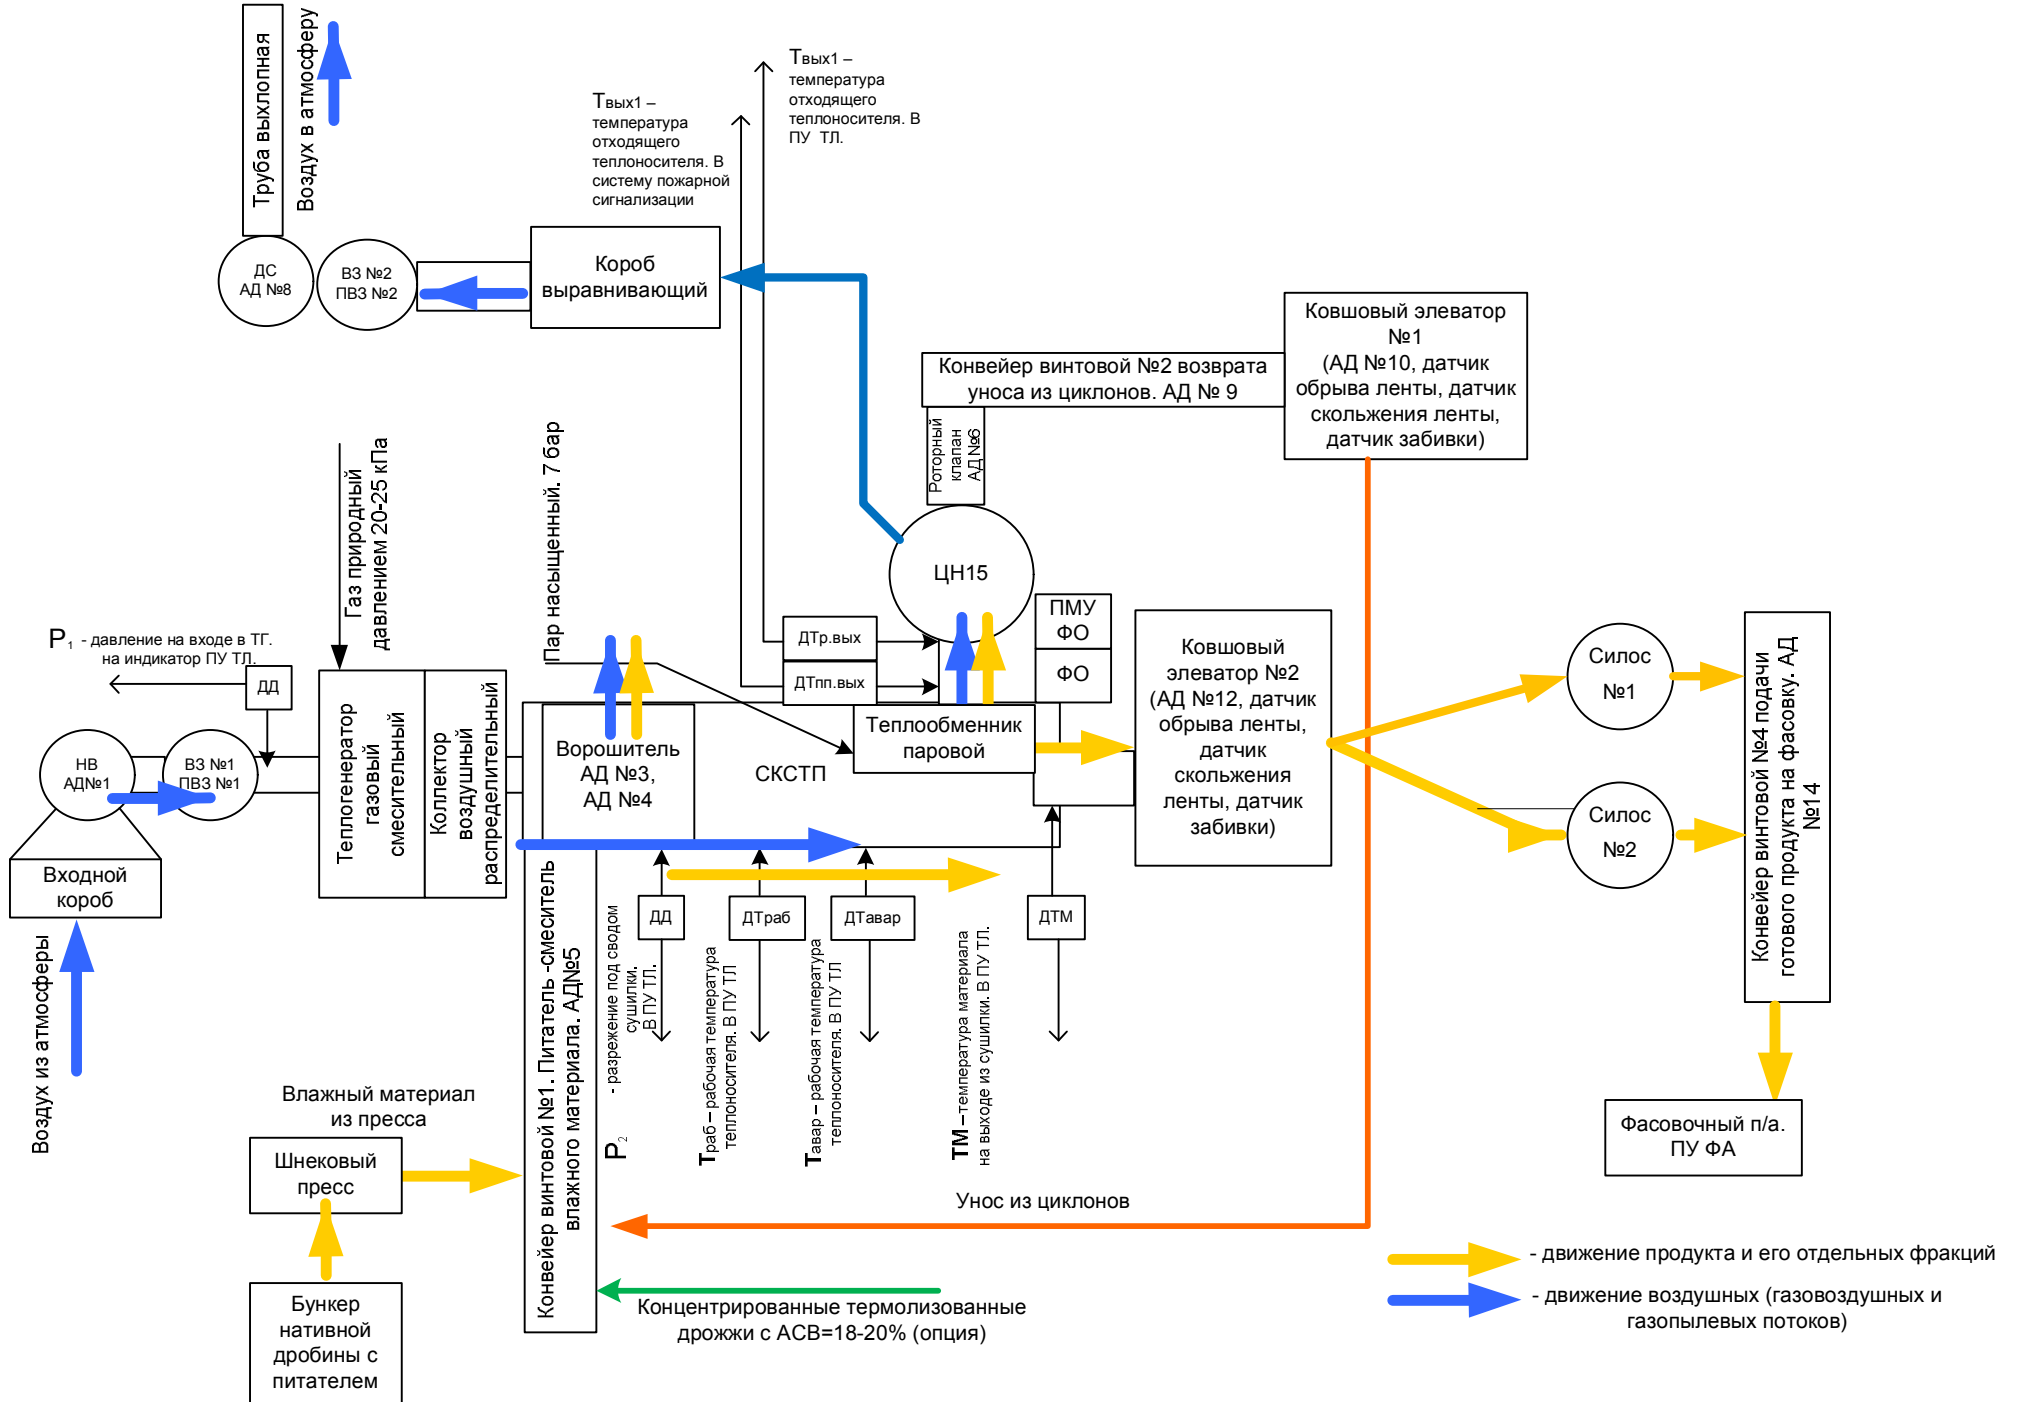 Труба выхлопная
Воздух в атмосферу
Tвых1 –
температура
отходящего
теплоносителя. В
ПУ ТЛ.
Tвых1 –
температура
отходящего
теплоносителя. В
систему пожарной
сигнализации
ДС
АД №8
ВЗ №2
ПВЗ №2
Короб
выравнивающий
Ковшовый элеватор
№1
(АД №10, датчик
обрыва ленты, датчик
скольжения ленты,
датчик забивки)
Конвейер винтовой №2 возврата
уноса из циклонов. АД № 9
Роторный
клапан
АД №6
ЦН15
Газ природный
давлением 20-25 кПа
Пар насыщенный. 7 бар
P1 - давление на входе в ТГ.
на индикатор ПУ ТЛ.
ДД
НВ
АД№1
ВЗ №1
ПВЗ №1
Входной
короб
Воздух из атмосферы
Теплогенератор
газовый
смесительный
Коллектор
воздушный
распределительный
Ворошитель
АД №3,
АД №4
СКСТП
ДТр.вых
ДТпп.вых
Теплообменник
паровой
ПМУ
ФО
ФО
Ковшовый
элеватор №2
(АД №12, датчик
обрыва ленты,
датчик
скольжения
ленты, датчик
забивки)
Силос
№1
Силос
№2
Конвейер винтовой №4 подачи
готового продукта на фасовку. АД
№14
Фасовочный п/а.
ПУ ФА
ДД
ДТраб
ДТавар
ДТМ
P2 - разрежение под сводом
сушилки.
В ПУ ТЛ.
Tраб – рабочая температура
теплоносителя. В ПУ ТЛ
Tавар – рабочая температура
теплоносителя. В ПУ ТЛ
ТМ – температура материала
на выходе из сушилки. В ПУ ТЛ.
Конвейер винтовой №1. Питатель -смеситель
влажного материала. АД№5
Влажный материал
из пресса
Шнековый
пресс
Бункер
нативной
дробины с
питателем
Унос из циклонов
Концентрированные термолизованные
дрожжи с АСВ=18-20% (опция)
- движение продукта и его отдельных фракций
- движение воздушных (газовоздушных и
газопылевых потоков)